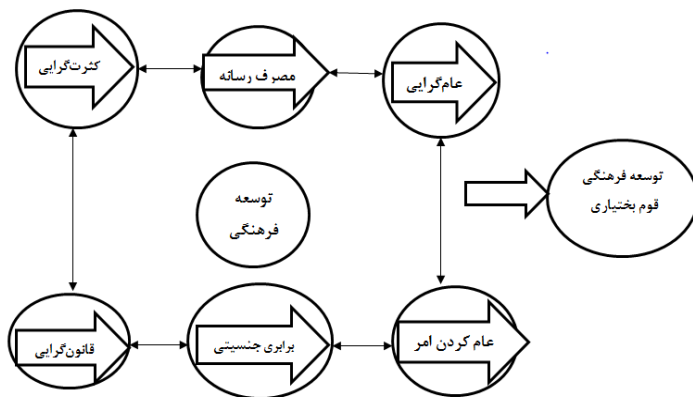 عام‌گرایی
مصرف رسانه
کثرت‌گرایی
توسعه فرهنگی
قوم بختیاری
توسعه
فرهنگی
عام کردن امر
برابری جنسیتی
قانون‌گرایی